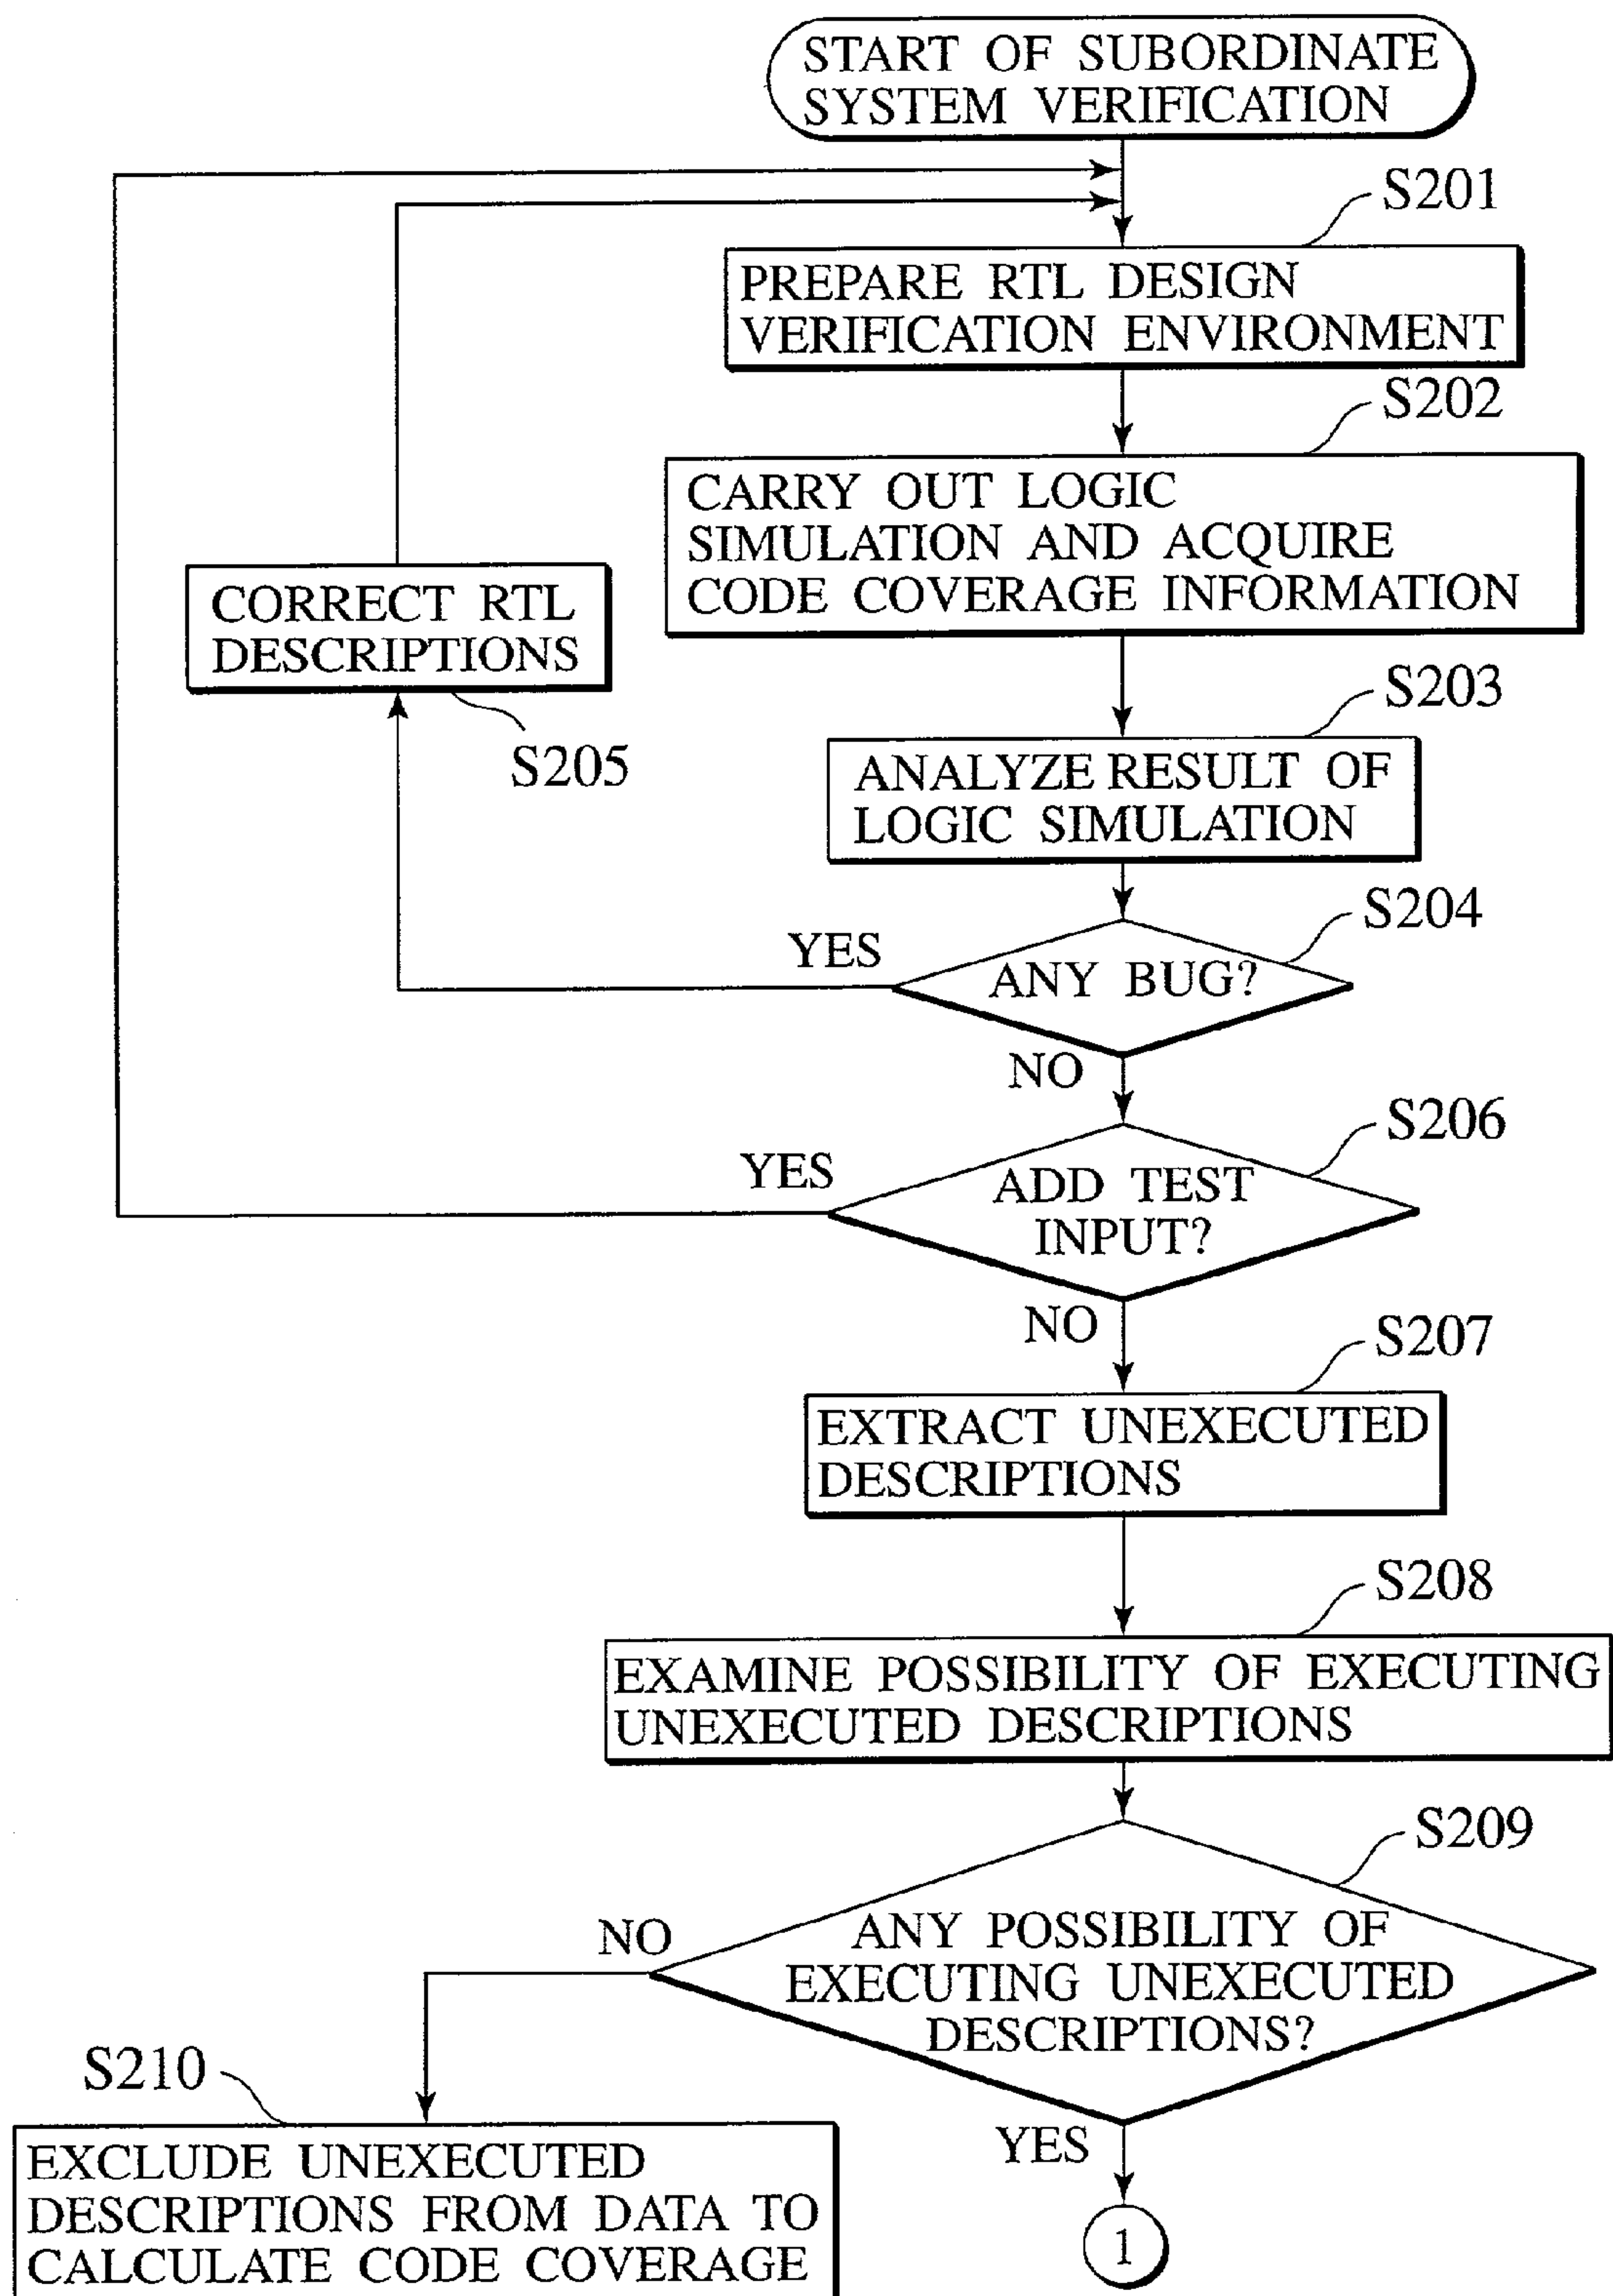 START OF SUBORDINATE
SYSTEM VERIFICATION
S201
PREPARE RTL DESIGN
VERIFICATION ENVIRONMENT
S202
CARRY OUT LOGIC
SIMULATION AND ACQUIRE
CODE COVERAGE INFORMATION
CORRECT RTL
DESCRIPTIONS
S205
S203
ANALYZE RESULT OF
LOGIC SIMULATION
S204
YES
ANY BUG?
NO
S206
YES
ADD TEST
INPUT?
NO
S207
EXTRACT UNEXECUTED
DESCRIPTIONS
S208
EXAMINE POSSIBILITY OF EXECUTING
UNEXECUTED DESCRIPTIONS
S209
NO
ANY POSSIBILITY OF
EXECUTING UNEXECUTED
DESCRIPTIONS?
S210
YES
EXCLUDE UNEXECUTED
DESCRIPTIONS FROM DATA TO
CALCULATE CODE COVERAGE
1